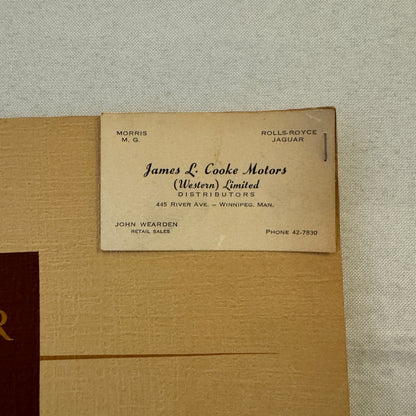 MORRIS
M. G.
ROLLS-ROYCE
JAGUAR
James L. Cooke Motors
(Western) Limited
DISTRIBUTORS
445 RIVER AVE. — WINNIPEG, MAN.
JOHN WEARDEN
RETAIL SALES
PHONE 42-7830
R